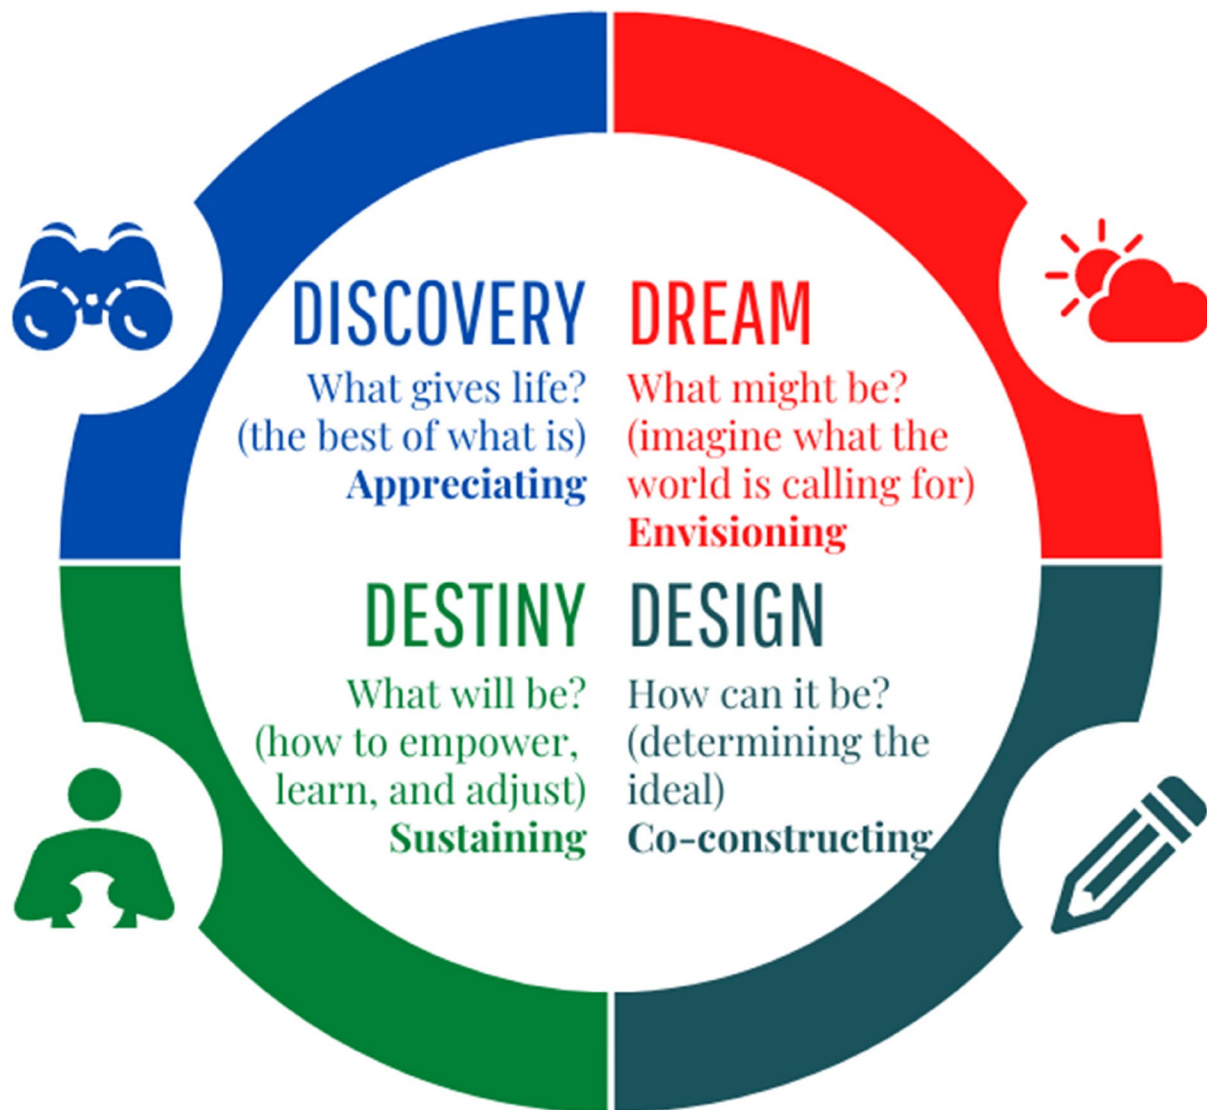 DISCOVERY
What gives life?
(the best of what is)
Appreciating
DREAM
What might be?
(imagine what the
world is calling for)
Envisioning
DESTINY
What will be?
(how to empower,
learn, and adjust)
Sustaining
DESIGN
How can it be?
(determining the
ideal)
Co-constructing